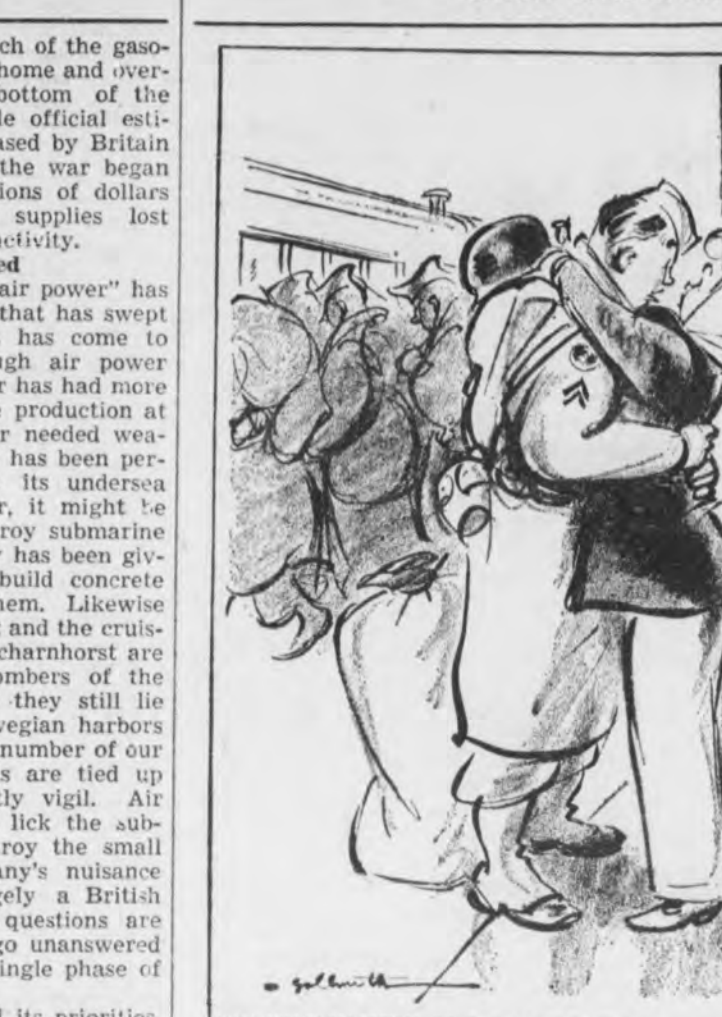 ch of the gaso-
home and over-
bottom of the
le official esti-
ased by Britain
the war began
ions of dollars
supplies lost
activity.
ed
air power" has
that has swept
has come to
ugh air power
r has had more
e production at
r needed wea-
has been per-
its undersea
r, it might be
roy submarine
y has been giv-
build concrete
hem. Likewise
t and the cruis-
charnhorst are
ombers of the
they still lie
vegian harbors
number of our
s are tied up
tly vigil. Air
lick the sub-
roy the small
any's nuisance
gely a British
questions are
go unanswered
ingle phase of
d its priorities